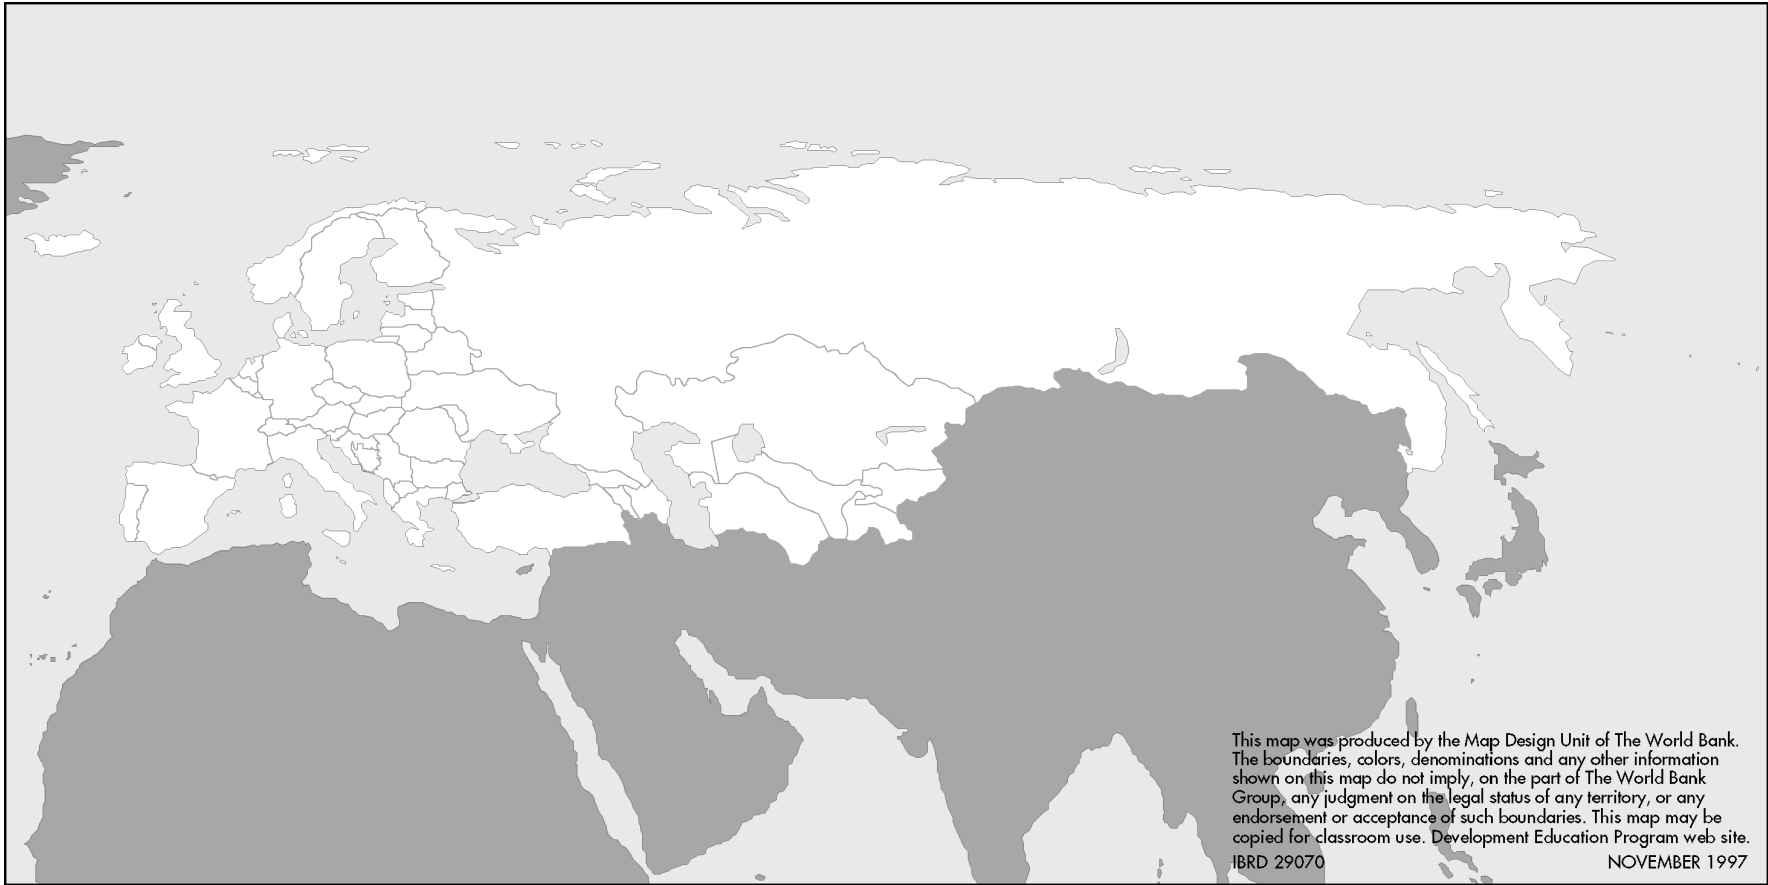 This map was produced by the Map Design Unit of The World Bank.
The boundaries, colors, denominations and any other information
shown on this map do not imply, on the part of The World Bank
Group, any judgment on the legal status of any territory, or any
endorsement or acceptance of such boundaries. This map may be
copied for classroom use. Development Education Program web site.
IBRD 29070 NOVEMBER 1997